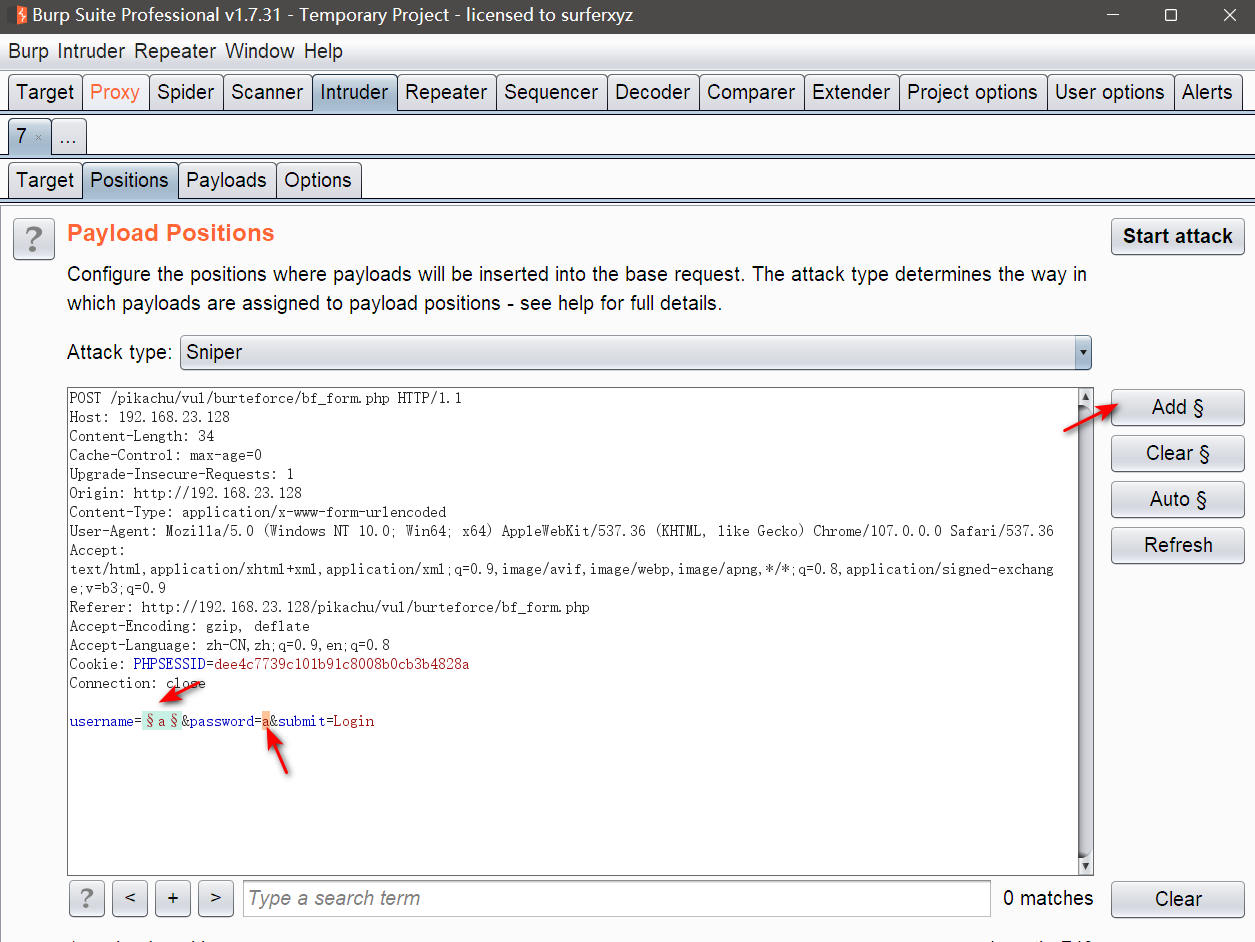 Burp Suite Professional v1.7.31 - Temporary Project - licensed to surferxyz
Burp Intruder Repeater Window Help
Target Proxy Spider Scanner Intruder Repeater Sequencer Decoder Comparer Extender Project options User options Alerts
7 × ...
Target Positions Payloads Options
? Payload Positions
Start attack
Configure the positions where payloads will be inserted into the base request. The attack type determines the way in
which payloads are assigned to payload positions - see help for full details.
Attack type: Sniper
POST /pikachu/vul/burteforce/bf_form.php HTTP/1.1
Host: 192.168.23.128
Content-Length: 34
Cache-Control: max-age=0
Upgrade-Insecure-Requests: 1
Origin: http://192.168.23.128
Content-Type: application/x-www-form-urlencoded
User-Agent: Mozilla/5.0 (Windows NT 10.0; Win64; x64) AppleWebKit/537.36 (KHTML, like Gecko) Chrome/107.0.0.0 Safari/537.36
Accept:
text/html,application/xhtml+xml,application/xml;q=0.9,image/avif,image/webp,image/apng,*/*;q=0.8,application/signed-exchang
e;v=b3;q=0.9
Referer: http://192.168.23.128/pikachu/vul/burteforce/bf_form.php
Accept-Encoding: gzip, deflate
Accept-Language: zh-CN,zh;q=0.9,en;q=0.8
Cookie: PHPSESSID=dee4c7739c101b91c8008b0cb3b4828a
Connection: close
username=§a§&password=a&submit=Login
Add §
Clear §
Auto §
Refresh
? < + > Type a search term 0 matches Clear